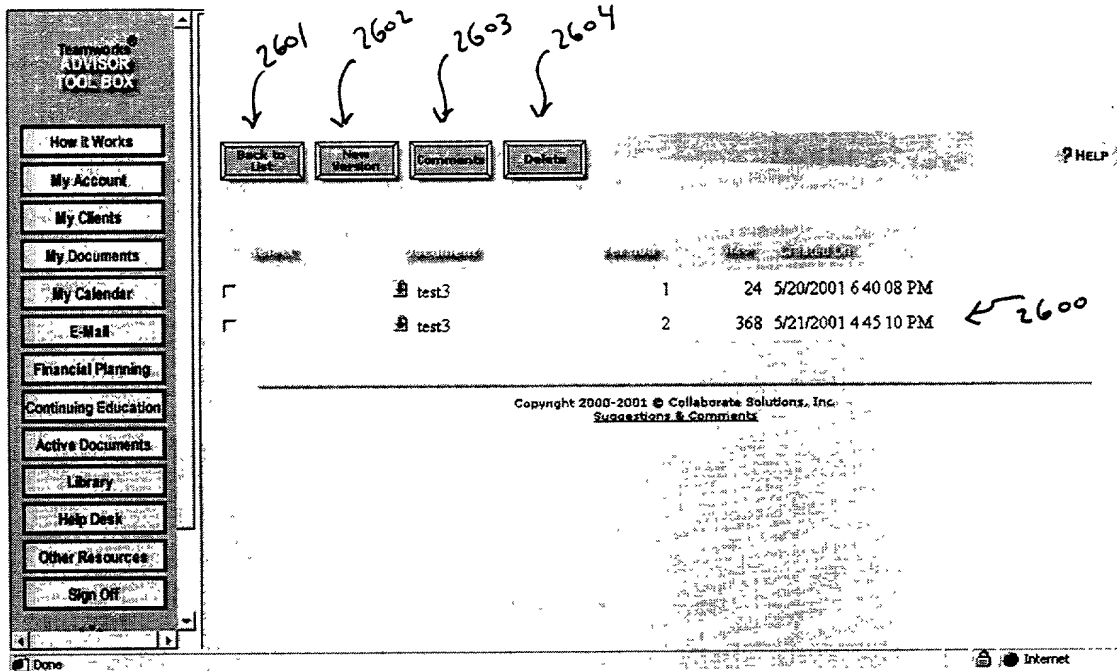 2601 2602 2603 2604
Teamworks®
ADVISOR
TOOL BOX
How it Works
My Account
My Clients
My Documents
My Calendar
E-Mail
Financial Planning
Continuing Education
Active Documents
Library
Help Desk
Other Resources
Sign Off
Back to List
New Version
Comments
Delete
? HELP
test3 1 24 5/20/2001 6 40 08 PM
test3 2 368 5/21/2001 4 45 10 PM
2600
Copyright 2000-2001 © Collaborate Solutions, Inc.
Suggestions & Comments
Done
Internet